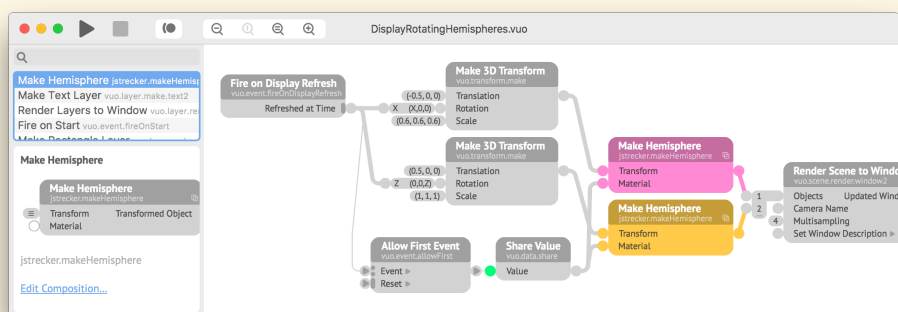 DisplayRotatingHemispheres.vuo
Make Hemisphere jstrecker.makeHemisp
Make Text Layer vuo.layer.make.text2
Render Layers to Window vuo.layer.re
Fire on Start vuo.event.fireOnStart
Make Rectangle Layer
Make Hemisphere
Make Hemisphere
jstrecker.makeHemisphere
Transform Transformed Object
Material
jstrecker.makeHemisphere
Edit Composition...
Fire on Display Refresh
vuo.event.fireOnDisplayRefresh
Refreshed at Time
Make 3D Transform
vuo.transform.make
(-0.5, 0, 0) Translation
X (X,0,0) Rotation
(0.6, 0.6, 0.6) Scale
Make 3D Transform
vuo.transform.make
(0.5, 0, 0) Translation
Z (0,0,Z) Rotation
(1, 1, 1) Scale
Allow First Event
vuo.event.allowFirst
Event
Reset
Share Value
vuo.data.share
Value
Make Hemisphere
jstrecker.makeHemisphere
Transform
Material
Make Hemisphere
jstrecker.makeHemisphere
Transform
Material
Render Scene to Windo
vuo.scene.render.window2
1 Objects Updated Wind
2 Camera Name
4 Multisampling
Set Window Description